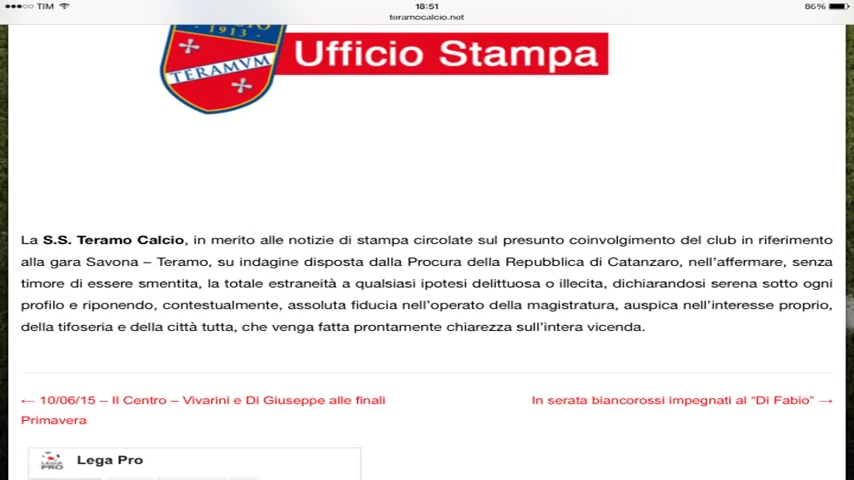 TIM
18:51
86%
teramocalcio.net
1913
TERAMVM
Ufficio Stampa
La S.S. Teramo Calcio, in merito alle notizie di stampa circolate sul presunto coinvolgimento del club in riferimento
alla gara Savona – Teramo, su indagine disposta dalla Procura della Repubblica di Catanzaro, nell'affermare, senza
timore di essere smentita, la totale estraneità a qualsiasi ipotesi delittuosa o illecita, dichiarandosi serena sotto ogni
profilo e riponendo, contestualmente, assoluta fiducia nell'operato della magistratura, auspica nell'interesse proprio,
della tifoseria e della città tutta, che venga fatta prontamente chiarezza sull'intera vicenda.
← 10/06/15 – Il Centro – Vivarini e Di Giuseppe alle finali
Primavera
In serata biancorossi impegnati al “Di Fabio” →
Lega Pro